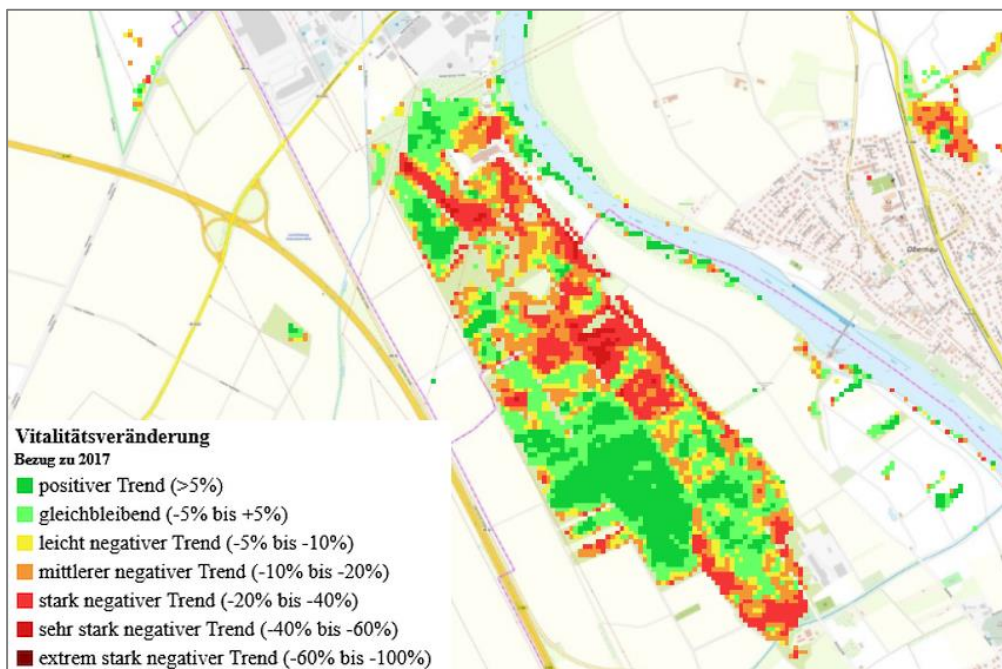 Obernau
Vitalitätsveränderung
Bezug zu 2017
positiver Trend (>5%)
gleichbleibend (-5% bis +5%)
leicht negativer Trend (-5% bis -10%)
mittlerer negativer Trend (-10% bis -20%)
stark negativer Trend (-20% bis -40%)
sehr stark negativer Trend (-40% bis -60%)
extrem stark negativer Trend (-60% bis -100%)